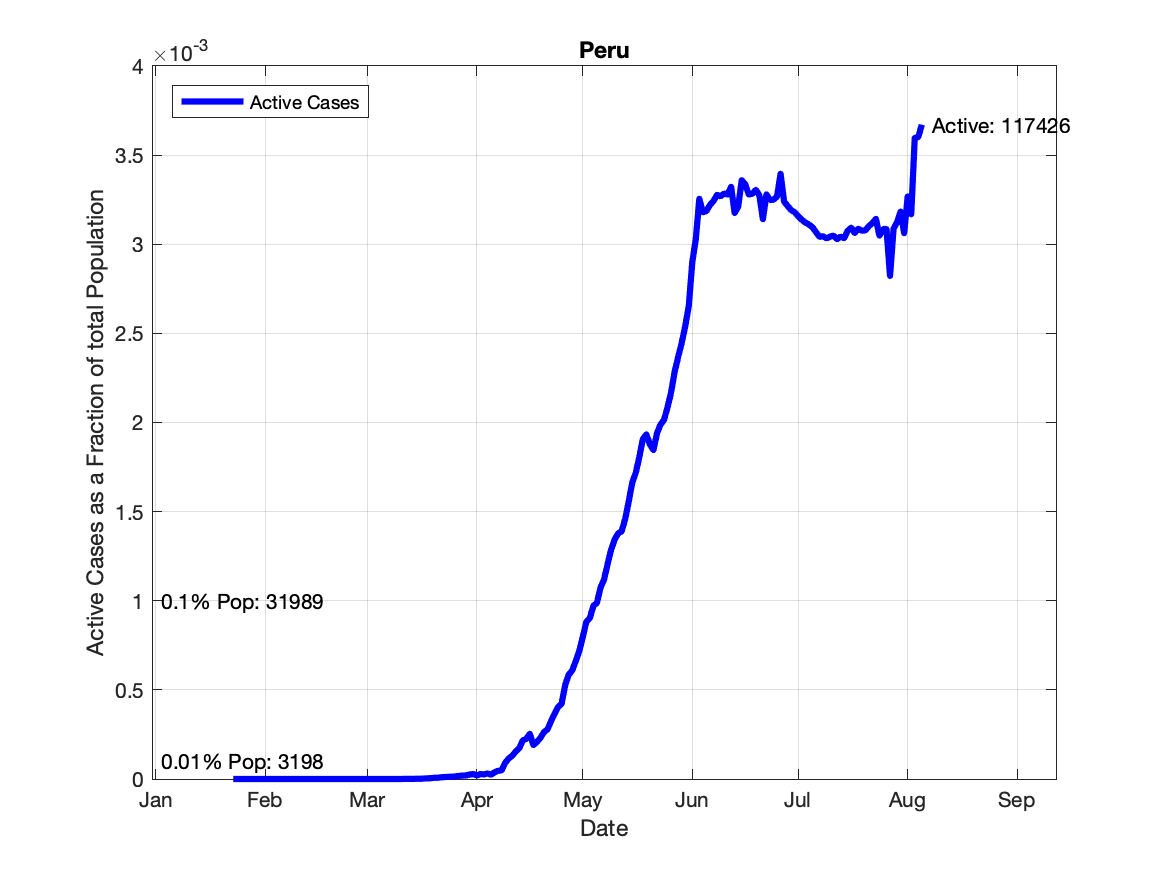 Peru
×10-3
4
Active Cases
Active: 117426
3.5
3
2.5
2
1.5
1
0.1% Pop: 31989
0.5
0.01% Pop: 3198
0
Jan Feb Mar Apr May Jun Jul Aug Sep
Date
Active Cases as a Fraction of total Population